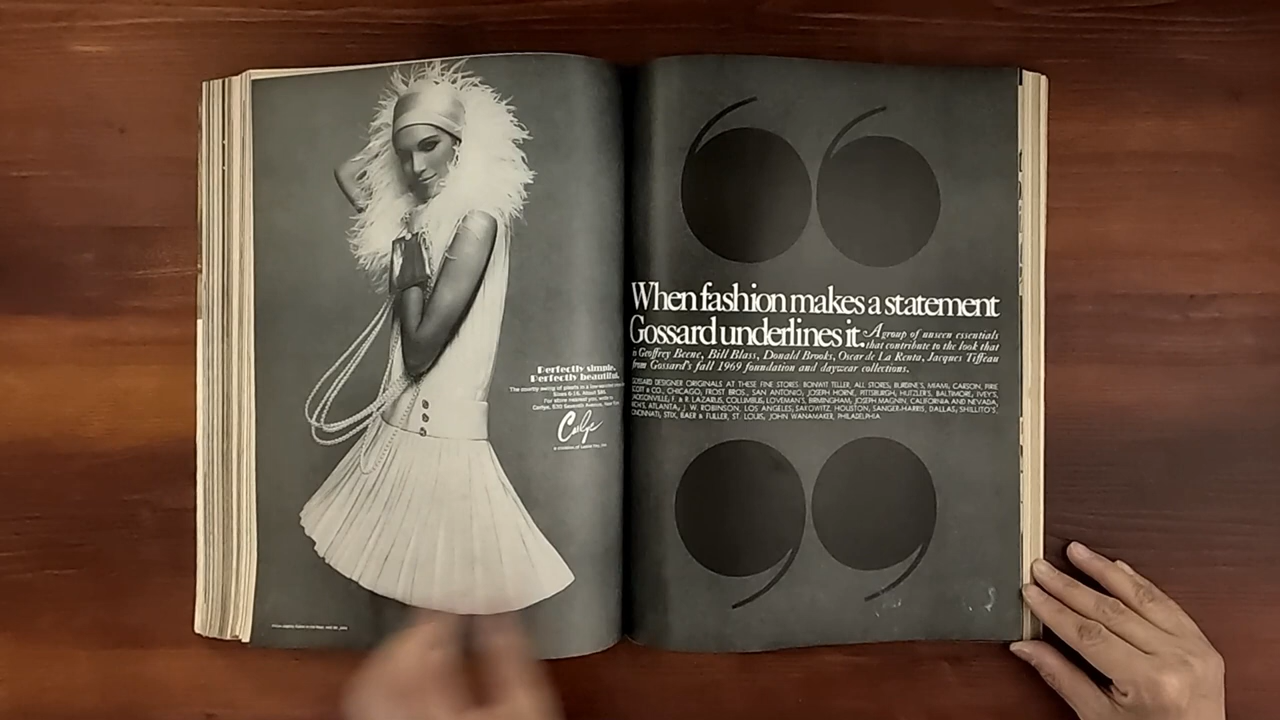 Perfectly simple.
Perfectly beautiful.
Carlye
When fashion makes a statement
Gossard underlines it. A group of unseen essentials
that contribute to the look that
is Geoffrey Beene, Bill Blass, Donald Brooks, Oscar de La Renta, Jacques Tiffeau
from Gossard's fall 1969 foundation and daywear collections.
GOSSARD DESIGNER ORIGINALS AT THESE FINE STORES: BONWIT TELLER, ALL STORES, BURDINE'S, MIAMI, CARSON, PIRIE
SCOTT & CO., CHICAGO, FROST BROS., SAN ANTONIO, JOSEPH HORNE, PITTSBURGH, HUTZLER'S, BALTIMORE, IVEY'S,
JACKSONVILLE, F. & R. LAZARUS, COLUMBUS, LOVEMAN'S, BIRMINGHAM, JOSEPH MAGNIN, CALIFORNIA AND NEVADA,
RICH'S, ATLANTA, J. W. ROBINSON, LOS ANGELES, SAKOWITZ, HOUSTON, SANGER-HARRIS, DALLAS, SHILLITO'S,
CINCINNATI, STIX, BAER & FULLER, ST. LOUIS, JOHN WANAMAKER, PHILADELPHIA